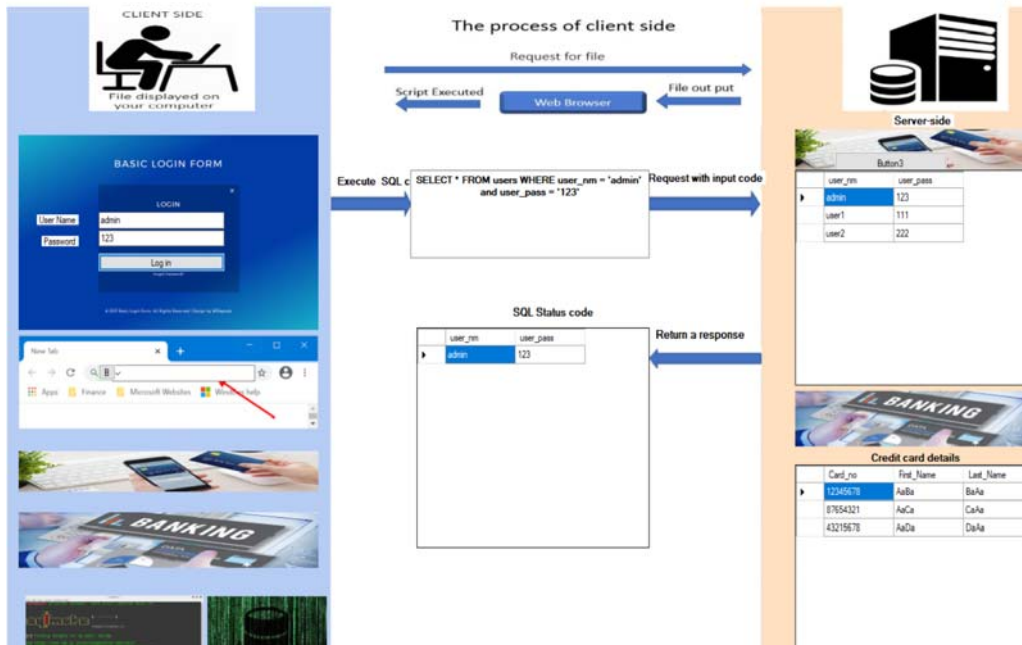 CLIENT SIDE
File displayed on
your computer
The process of client side
Request for file
Script Executed
Web Browser
File out put
Server-side
BASIC LOGIN FORM
LOGIN
User Name
admin
Password
123
Log in
Execute SQL c
SELECT * FROM users WHERE user_nm = 'admin'
and user_pass = '123'
Request with input code
Button3
user_nm user_pass
admin 123
user1 111
user2 222
SQL Status code
user_nm user_pass
admin 123
Return a response
New Tab
B
Apps Finance Microsoft Websites Windows help
BANKING
DATA
BANKING
DATA
Credit card details
Card_no First_Name Last_Name
12345678 AaBa BaAa
87654321 AaCa CaAa
43215678 AaDa DaAa